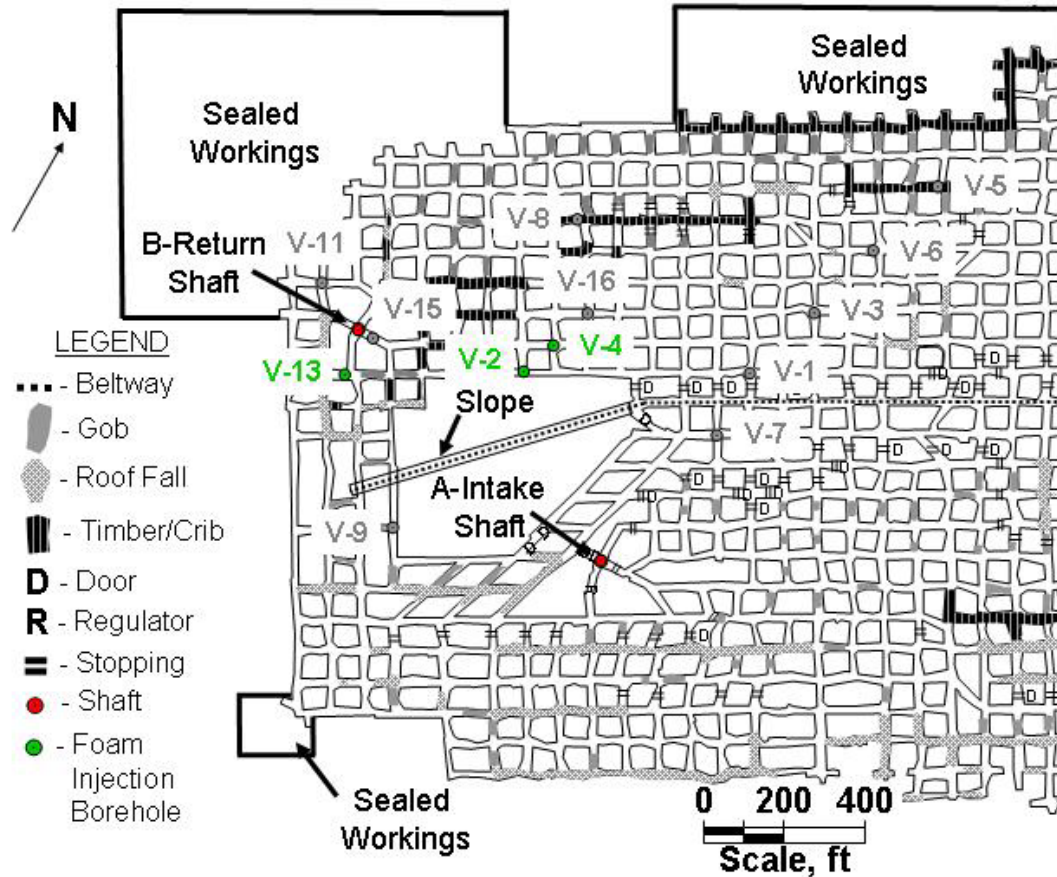 Sealed
Workings
Sealed
Workings
N
V-5
V-8
B-Return
Shaft
V-11
V-6
V-16
V-15
V-3
LEGEND
- Beltway
- Gob
- Roof Fall
- Timber/Crib
D - Door
R - Regulator
- Stopping
- Shaft
- Foam
Injection
Borehole
V-13
V-2
V-4
V-1
D
D
D
D
D
D
D
Slope
D
V-7
D
A-Intake
Shaft
D
D
D
D
D
D
V-9
D
D
D
D
D
D
0 200 400
Scale, ft
Sealed
Workings